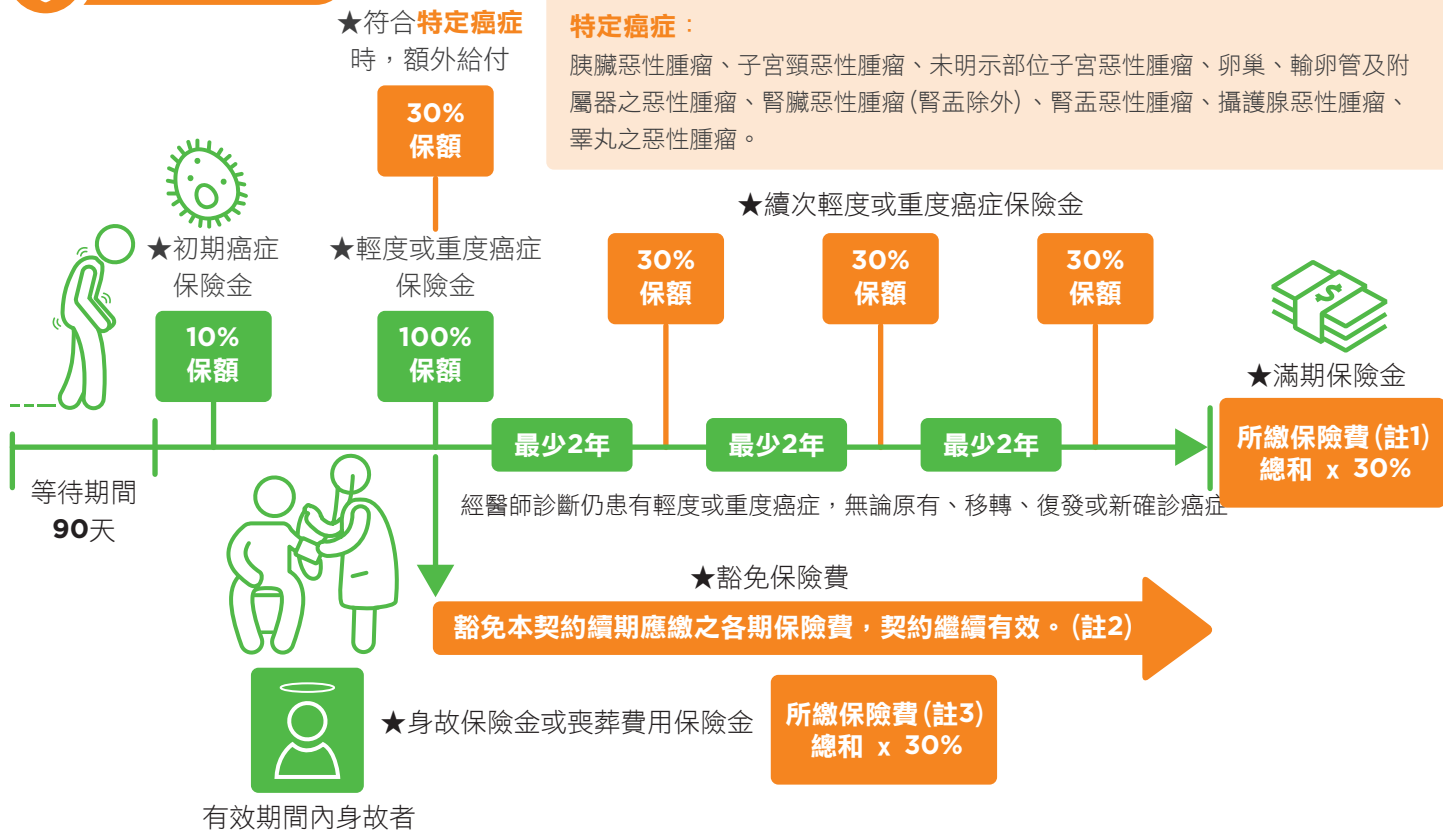 ★符合特定癌症
時，額外給付
30%
保額
特定癌症：
胰臟惡性腫瘤、子宮頸惡性腫瘤、未明示部位子宮惡性腫瘤、卵巢、輸卵管及附
屬器之惡性腫瘤、腎臟惡性腫瘤(腎盂除外)、腎盂惡性腫瘤、攝護腺惡性腫瘤、
睪丸之惡性腫瘤。
★初期癌症
保險金
10%
保額
★輕度或重度癌症
保險金
100%
保額
★續次輕度或重度癌症保險金
30%
保額
30%
保額
30%
保額
★滿期保險金
所繳保險費(註1)
總和 x 30%
最少2年
最少2年
最少2年
等待期間
90天
經醫師診斷仍患有輕度或重度癌症，無論原有、移轉、復發或新確診癌症
★豁免保險費
豁免本契約續期應繳之各期保險費，契約繼續有效。(註2)
★身故保險金或喪葬費用保險金
所繳保險費(註3)
總和 x 30%
有效期間內身故者